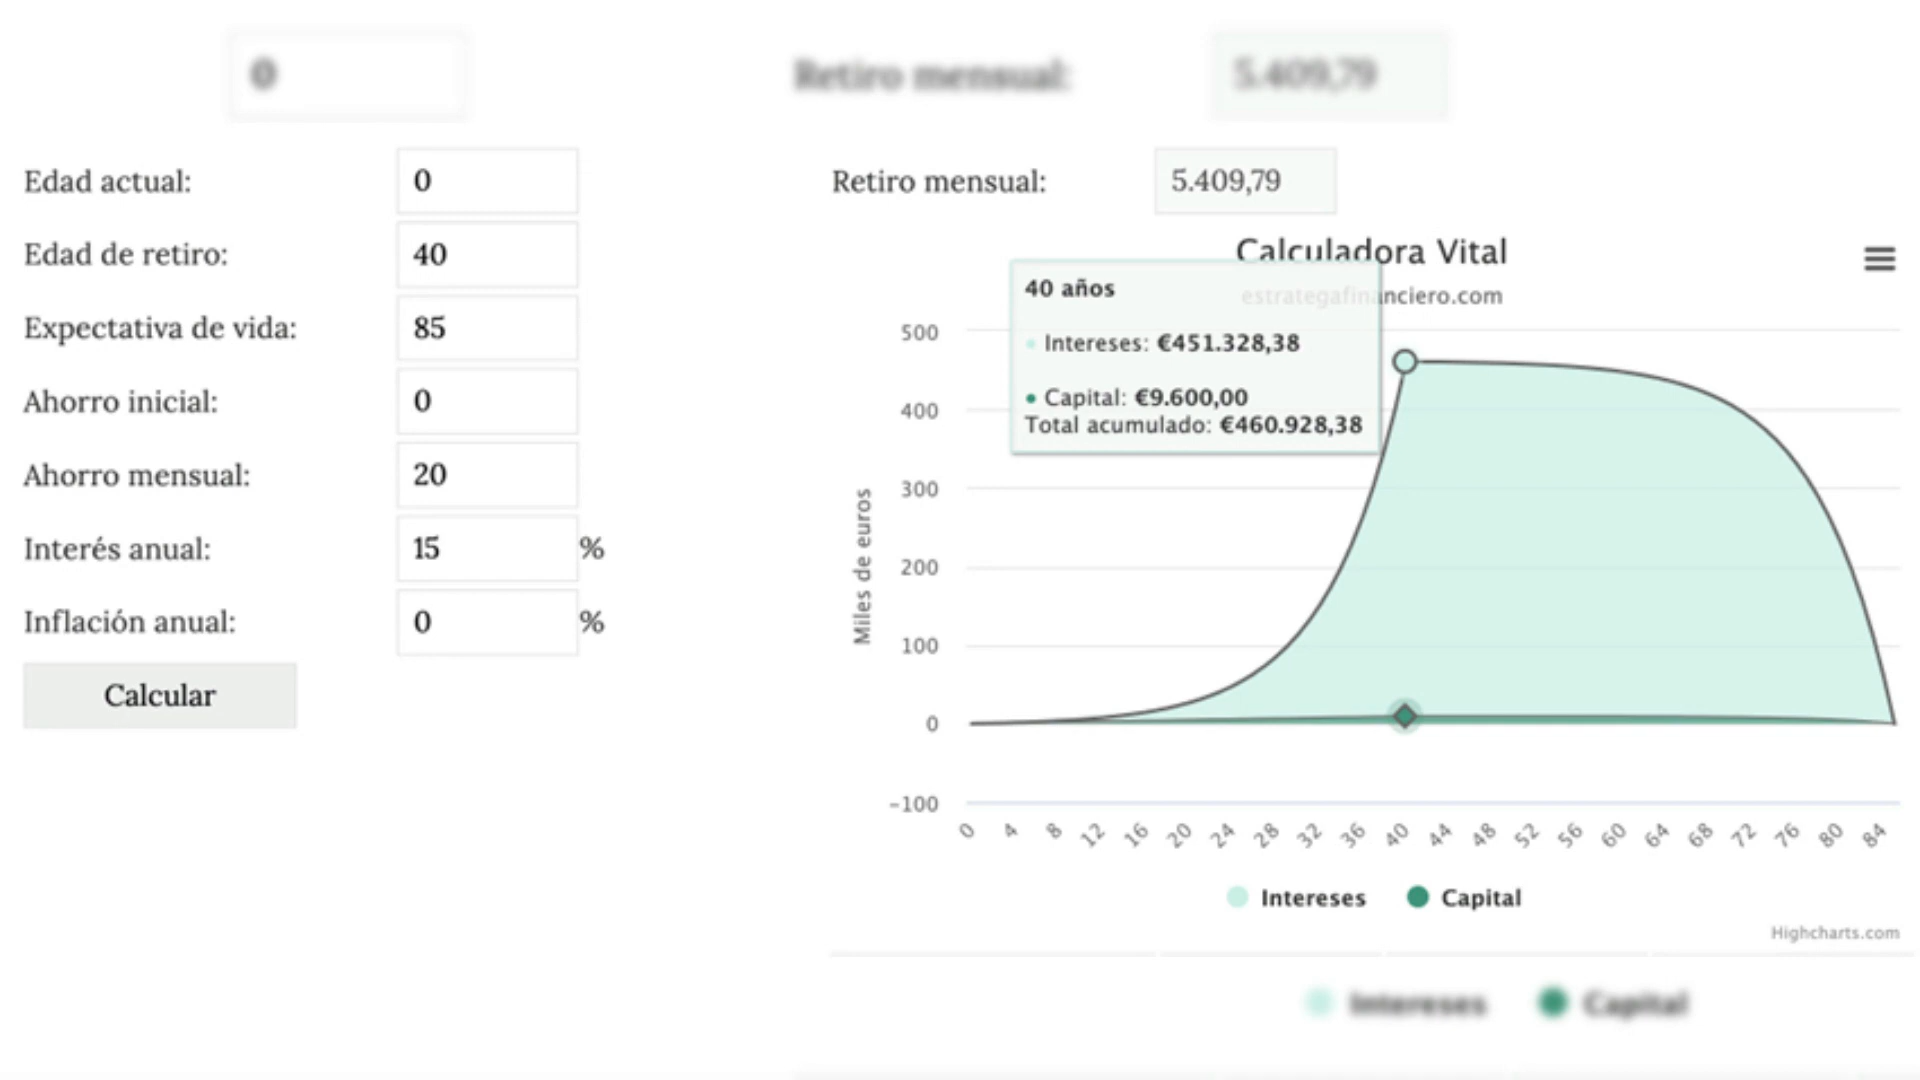 0
Retiro mensual: 5.409,79
Edad actual: 0
Edad de retiro: 40
Expectativa de vida: 85
Ahorro inicial: 0
Ahorro mensual: 20
Interés anual: 15 %
Inflación anual: 0 %
Calcular
Retiro mensual: 5.409,79
Calculadora Vital
estrategafinanciero.com
40 años
Intereses: €451.328,38
Capital: €9.600,00
Total acumulado: €460.928,38
Miles de euros
500
400
300
200
100
0
-100
0 4 8 12 16 20 24 28 32 36 40 44 48 52 56 60 64 68 72 76 80 84
Intereses Capital
Highcharts.com
Intereses Capital